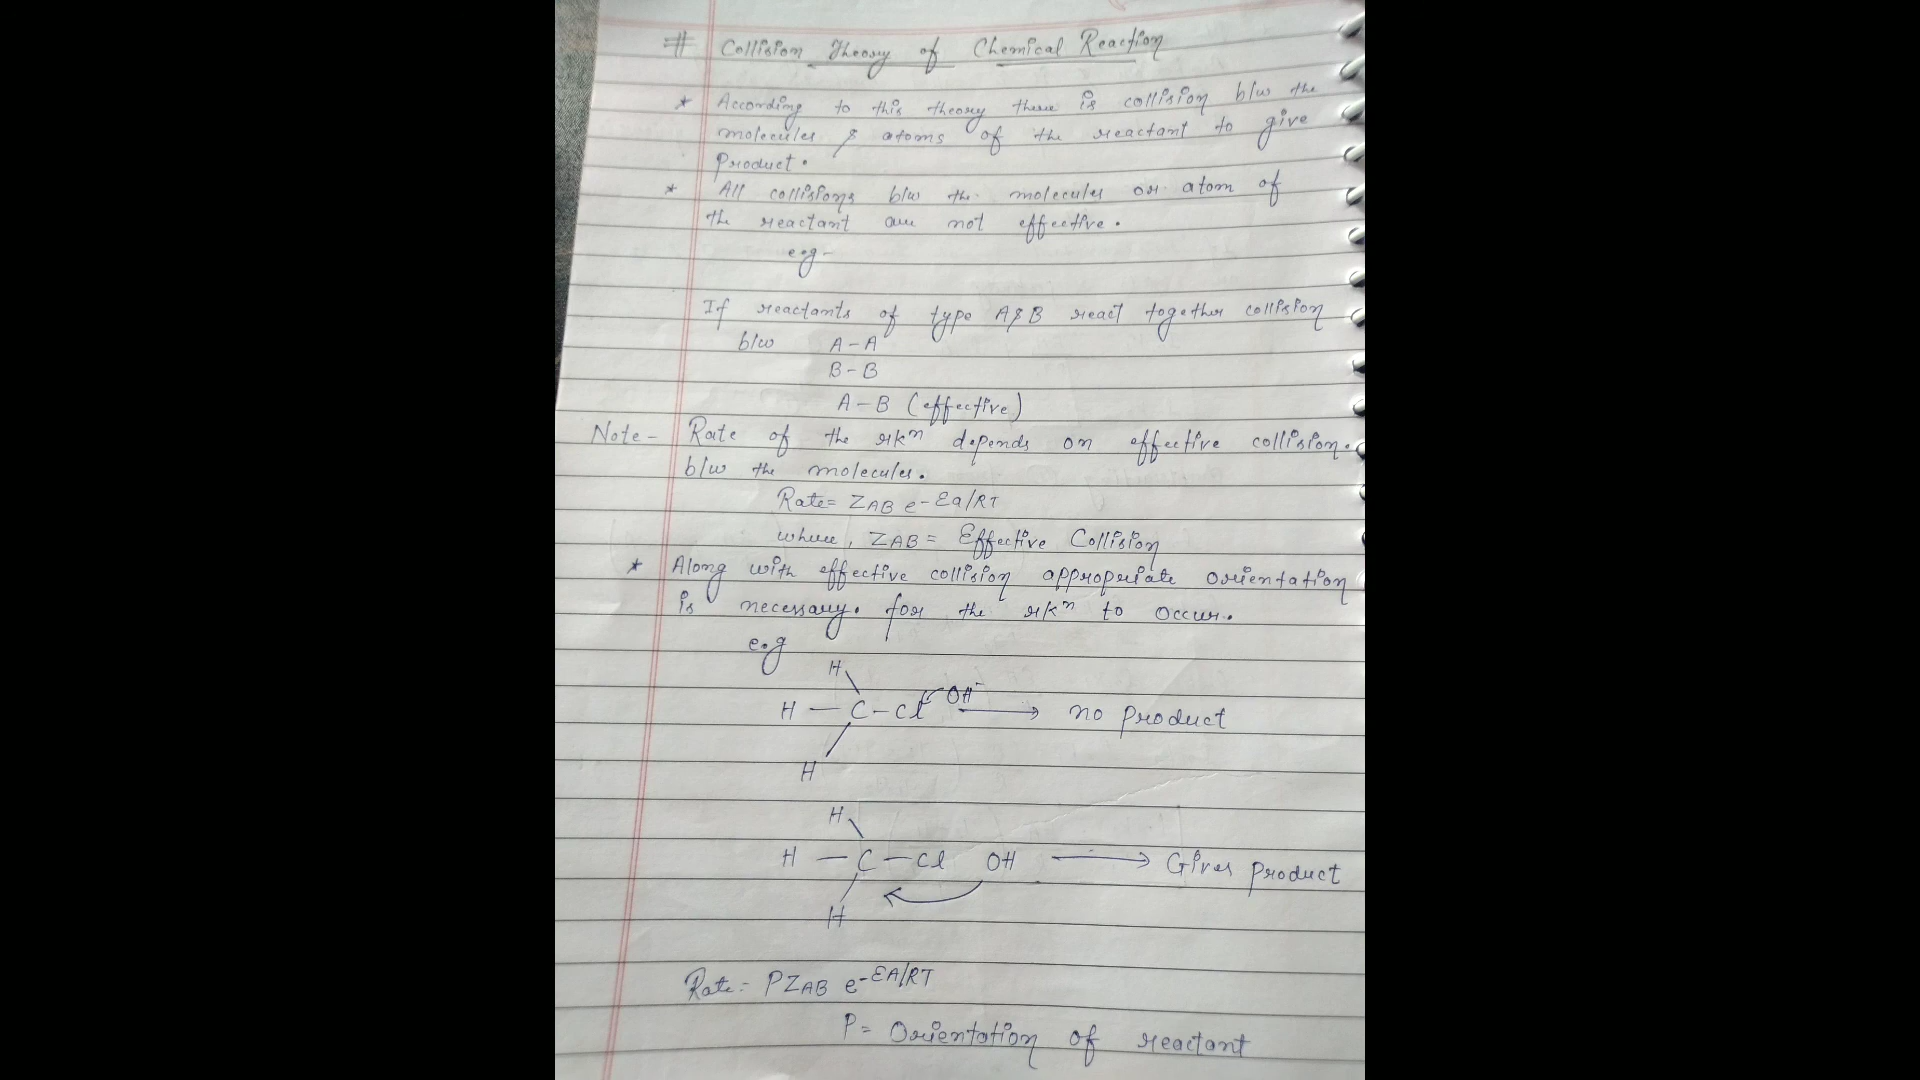 # Collision Theory of Chemical Reaction
* According to this theory there is collision b/w the
molecules & atoms of the reactant to give
Product.
* All collisions b/w the molecules or atom of
the reactant are not effective.
e.g-
If reactants of type A & B react together collision
b/w A-A
B-B
A-B (effective)
Note- Rate of the rkⁿ depends on effective collision.
b/w the molecules.
Rate= ZAB e-Ea/RT
where, ZAB = Effective Collision
* Along with effective collision appropriate orientation
is necessary. for the rkⁿ to occur.
e.g
H
H — C - Cl OH⁻ → no product
H
H
H — C — Cl OH → Gives product
H
Rate= PZAB e-EA/RT
P= Orientation of reactant